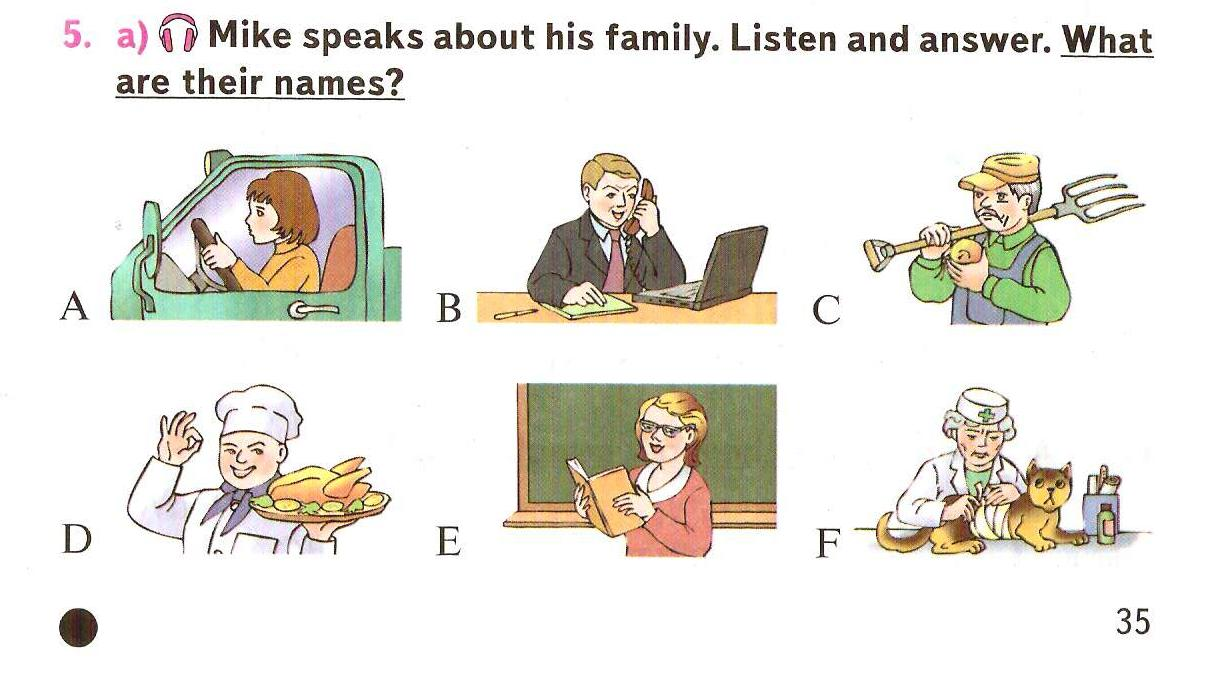 5. a) Mike speaks about his family. Listen and answer. What
are their names?
A
B
C
D
E
F
35